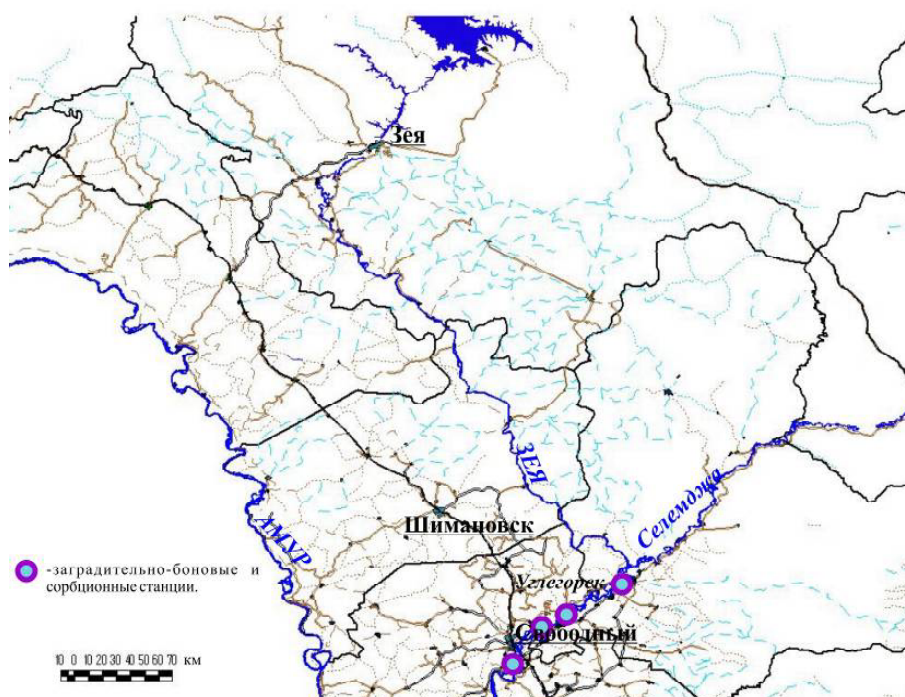 Зея
ЗЕЯ
Селемджа
АМУР
Шимановск
Углегорск
Свободный
-заградительно-боновые и
сорбционные станции.
10 0 10 20 30 40 50 60 70 км